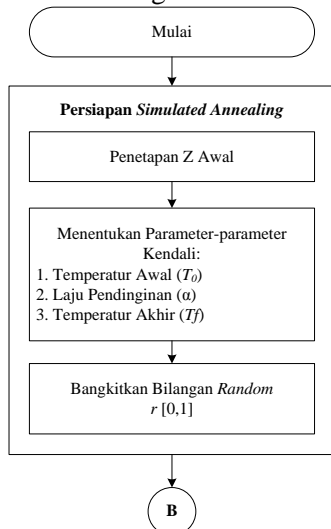 Mulai
Persiapan Simulated Annealing
Penetapan Z Awal
Menentukan Parameter-parameter
Kendali:
1. Temperatur Awal (T₀)
2. Laju Pendinginan (α)
3. Temperatur Akhir (Tf)
Bangkitkan Bilangan Random
r [0,1]
B